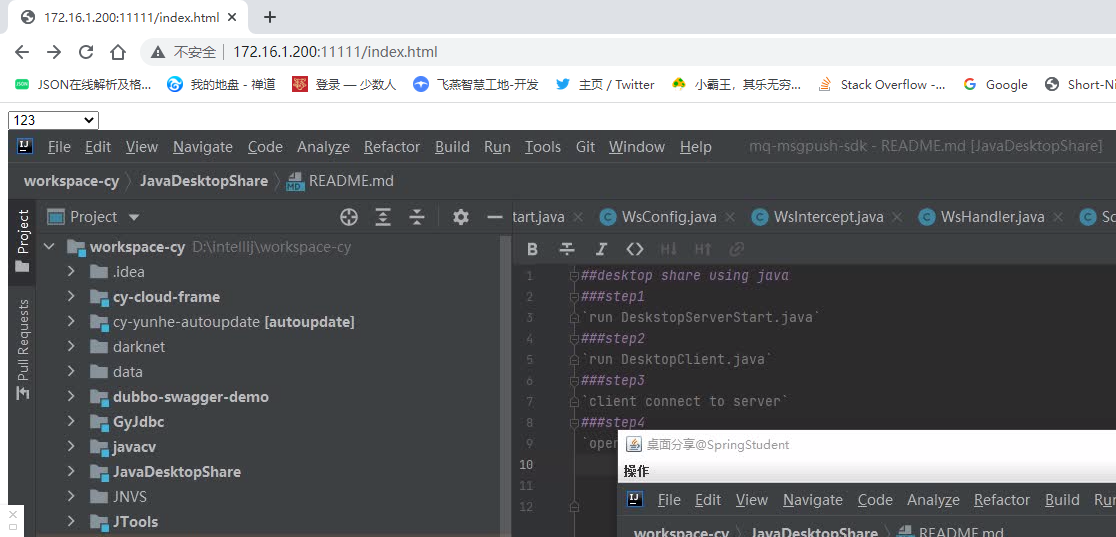 172.16.1.200:11111/index.html
不安全 172.16.1.200:11111/index.html
JSON在线解析及格... 我的地盘 - 禅道 登录 — 少数人 飞燕智慧工地-开发 主页 / Twitter 小霸王，其乐无穷... Stack Overflow -... Google Short-Ni
123
IJ File Edit View Navigate Code Analyze Refactor Build Run Tools Git Window Help mq-msgpush-sdk - README.md [JavaDesktopShare]
workspace-cy JavaDesktopShare MD README.md
Project Project tart.java WsConfig.java WsIntercept.java WsHandler.java Sc
workspace-cy D:\intellij\workspace-cy
B I H↓ H↑
.idea
cy-cloud-frame
cy-yunhe-autoupdate [autoupdate]
darknet
data
dubbo-swagger-demo
GyJdbc
javacv
JavaDesktopShare
JNVS
JTools
Pull Requests
1 ##desktop share using java
2 ###step1
3 `run DeskstopServerStart.java`
4 ###step2
5 `run DesktopClient.java`
6 ###step3
7 `client connect to server`
8 ###step4
9 `oper
10
11
12
桌面分享@SpringStudent
操作
IJ File Edit View Navigate Code Analyze Refactor Build Ru
workspace-cy JavaDesktopShare README.md